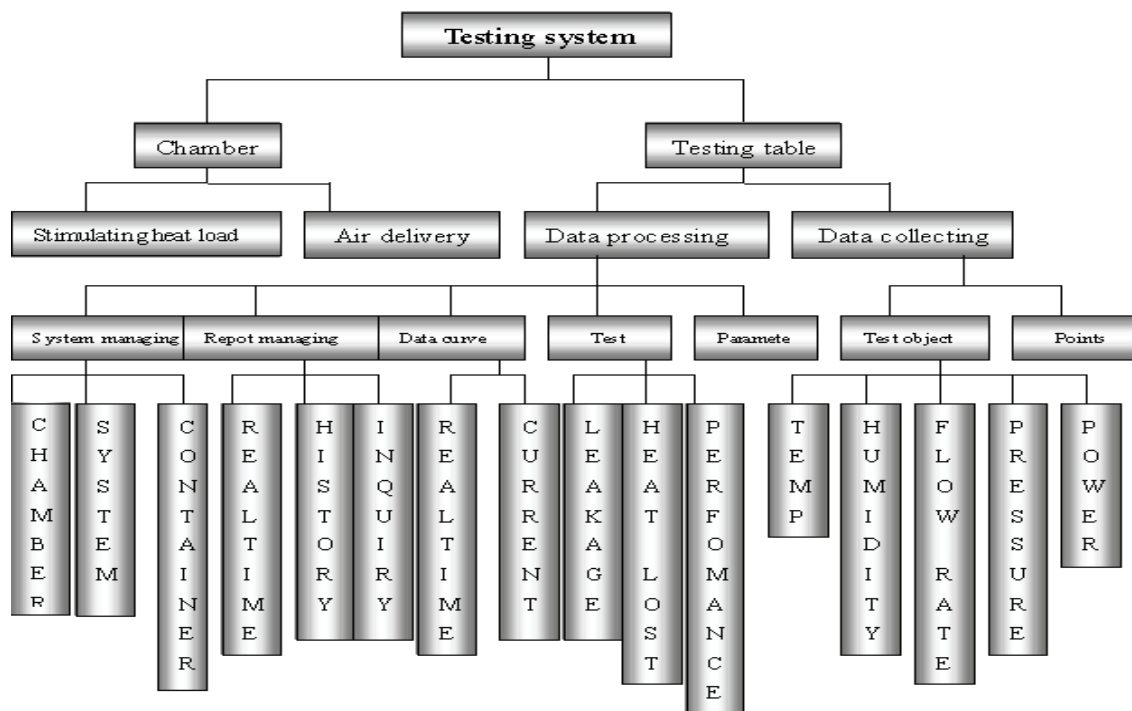 Testing system
Chamber
Testing table
Stimulating heat load
Air delivery
Data processing
Data collecting
System managing
Repot managing
Data curve
Test
Paramete
Test object
Points
CHAMBER
SYSTEM
CONTAINER
REALTIME
HISTORY
INQUIRY
REALTIME
CURRENT
LEAKAGE
HEAT LOST
PERFOMANCE
TEMP
HUMIDITY
FLOW RATE
PRESSURE
POWER